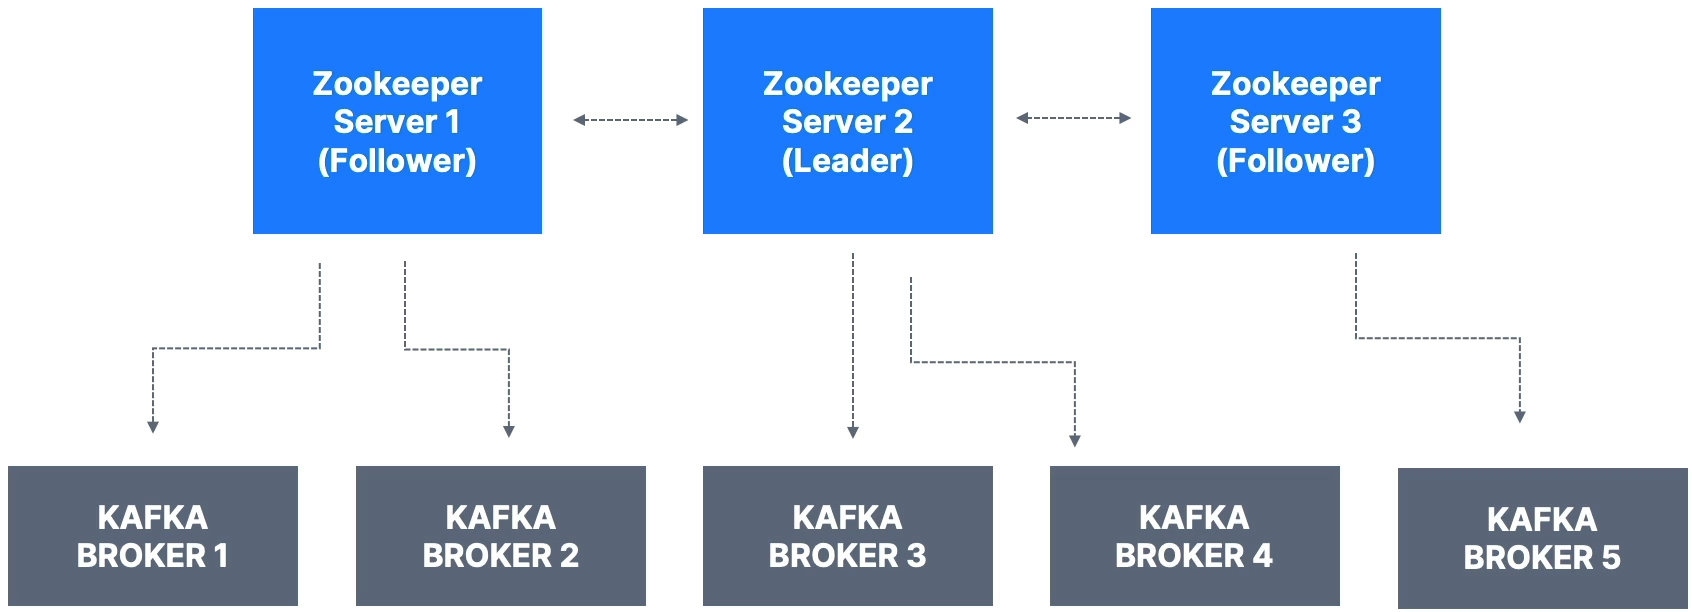 Zookeeper
Server 1
(Follower)
Zookeeper
Server 2
(Leader)
Zookeeper
Server 3
(Follower)
KAFKA
BROKER 1
KAFKA
BROKER 2
KAFKA
BROKER 3
KAFKA
BROKER 4
KAFKA
BROKER 5